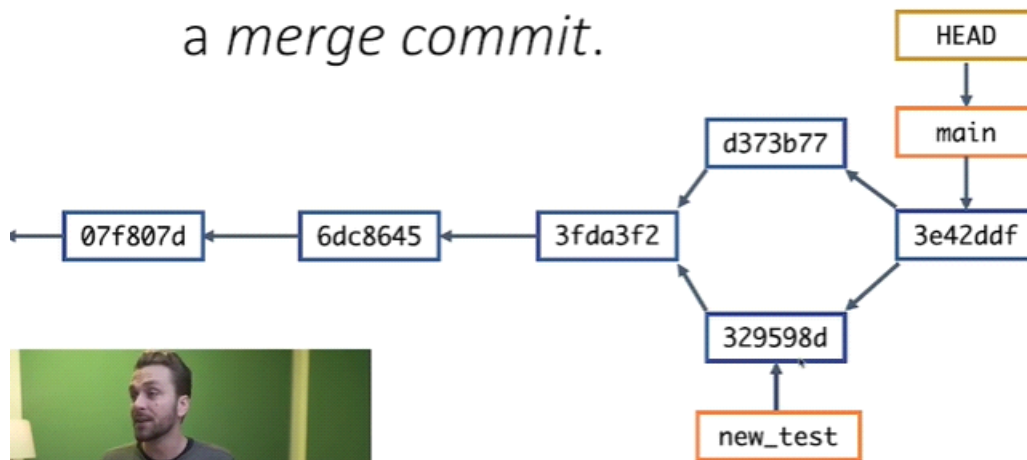 a merge commit.
HEAD
main
d373b77
07f807d
6dc8645
3fda3f2
3e42ddf
329598d
new_test